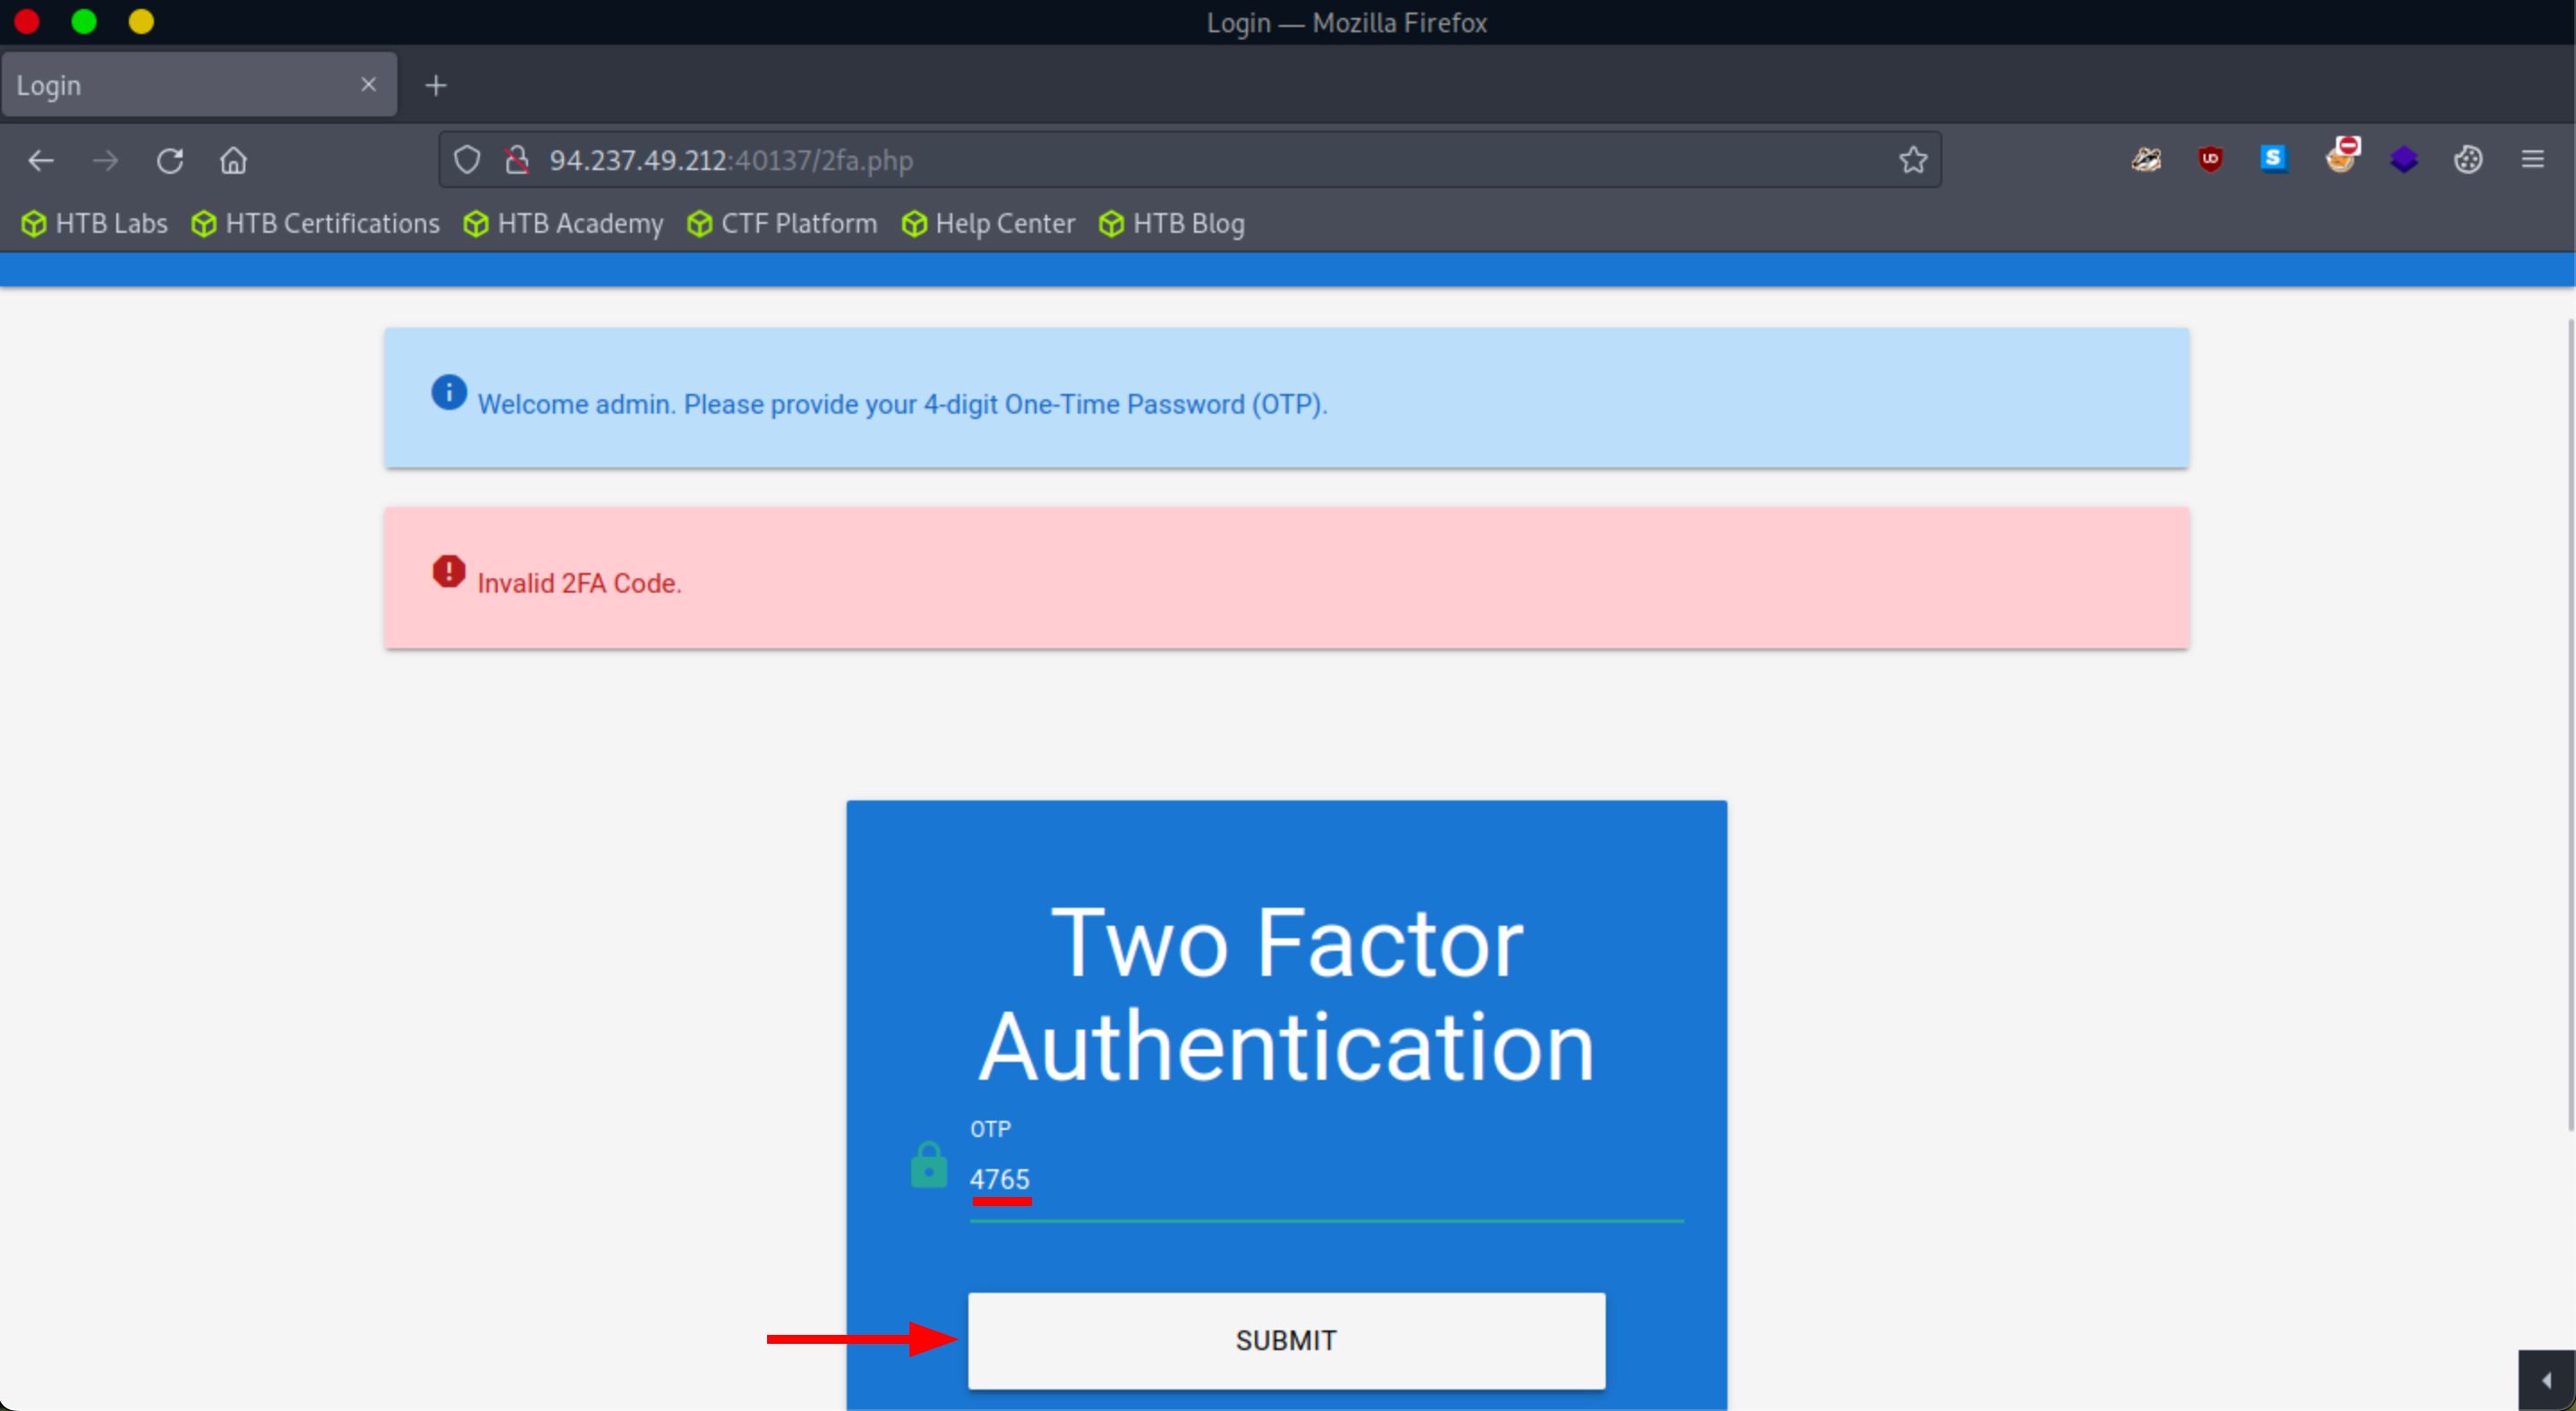 Login — Mozilla Firefox
Login
94.237.49.212:40137/2fa.php
HTB Labs HTB Certifications HTB Academy CTF Platform Help Center HTB Blog
Welcome admin. Please provide your 4-digit One-Time Password (OTP).
Invalid 2FA Code.
Two Factor
Authentication
OTP
4765
SUBMIT